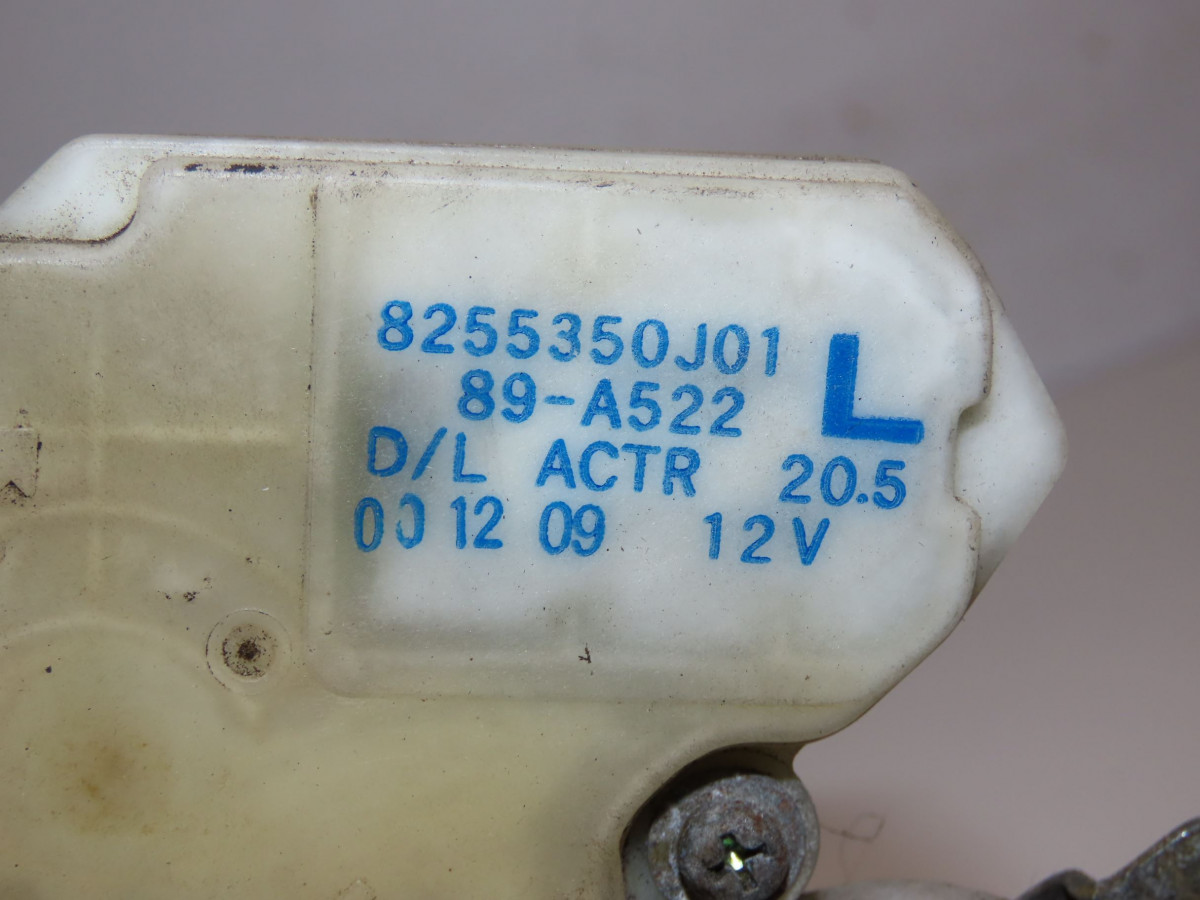 8255350J01 L
89-A522
D/L ACTR 20.5
00 12 09 12V